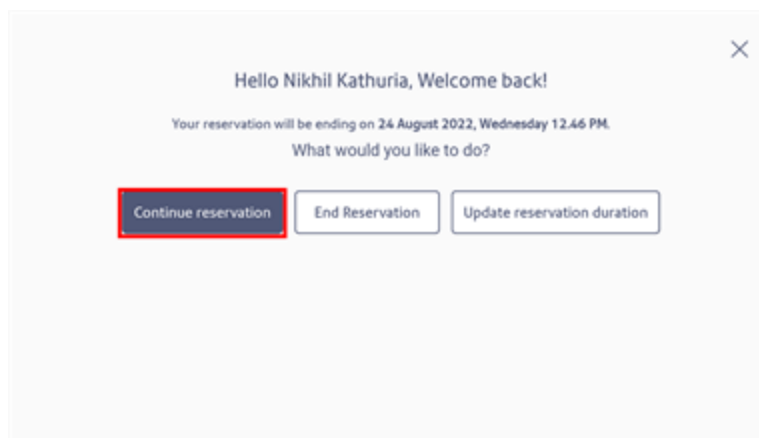 Hello Nikhil Kathuria, Welcome back!
Your reservation will be ending on 24 August 2022, Wednesday 12.46 PM.
What would you like to do?
Continue reservation
End Reservation
Update reservation duration